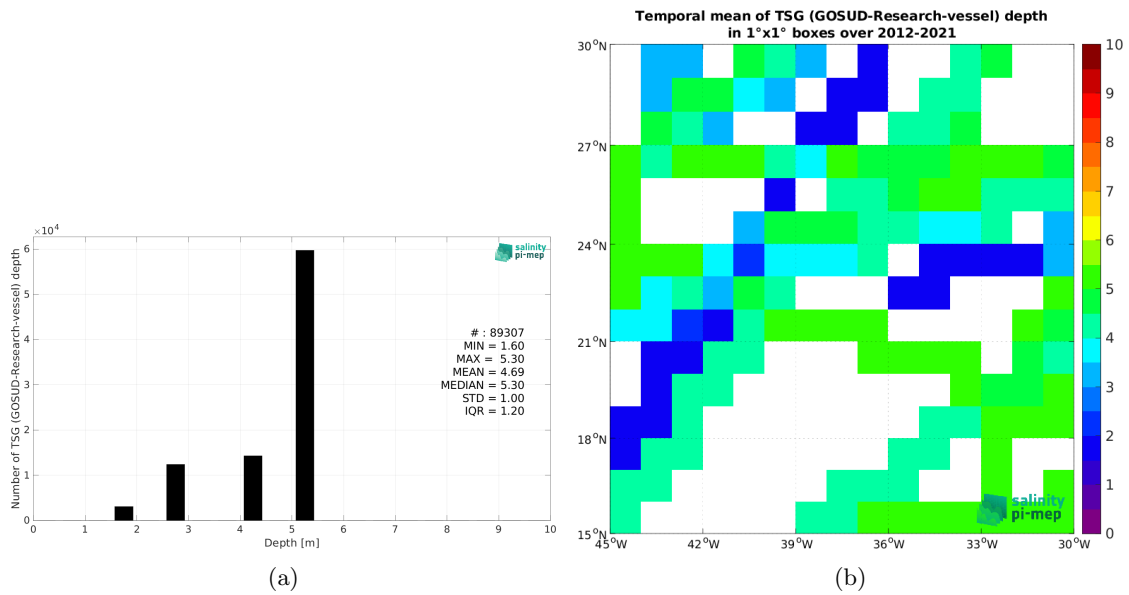 ×10⁴
6
5
4
3
2
1
0
Number of TSG (GOSUD-Research-vessel) depth
salinity
pi-mep
# : 89307
MIN = 1.60
MAX = 5.30
MEAN = 4.69
MEDIAN = 5.30
STD = 1.00
IQR = 1.20
0 1 2 3 4 5 6 7 8 9 10
Depth [m]
(a)
Temporal mean of TSG (GOSUD-Research-vessel) depth
in 1°x1° boxes over 2012-2021
30°N
27°N
24°N
21°N
18°N
15°N
45°W 42°W 39°W 36°W 33°W 30°W
salinity
pi-mep
10
9
8
7
6
5
4
3
2
1
0
(b)